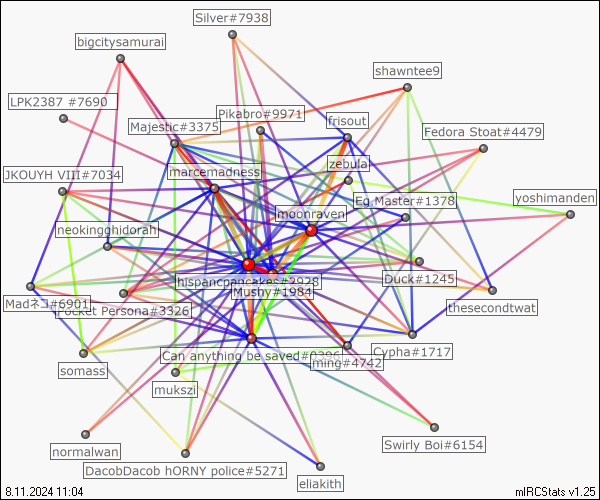 Silver#7938
bigcitysamurai
shawntee9
LPK2387 #7690
Pikabro#9971
frisout
Majestic#3375
Fedora Stoat#4479
zebula
marcemadness
JKOUYH VIII#7034
Eg Master#1378
yoshimanden
moonraven
neokingghidorah
hispancpancakes#2928
Duck#1245
Mushy#1984
Madネコ#6901
Pocket Persona#3326
thesecondtwat
Can anything be saved#0386
Cypha#1717
ming#4742
somass
mukszi
Swirly Boi#6154
normalwan
DacobDacob hORNY police#5271
eliakith
8.11.2024 11:04
mIRCStats v1.25